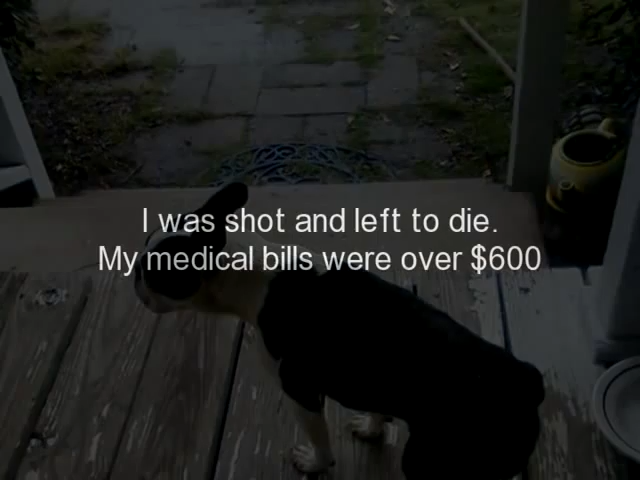 I was shot and left to die.
My medical bills were over $600